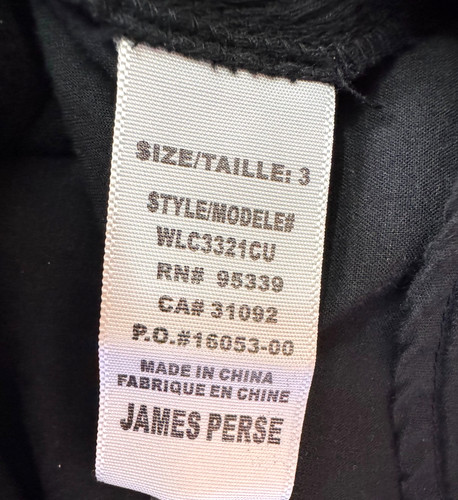 SIZE/TAILLE: 3
STYLE/MODELE#
WLC3321CU
RN# 95339
CA# 31092
P.O.#16053-00
MADE IN CHINA
FABRIQUE EN CHINE
JAMES PERSE